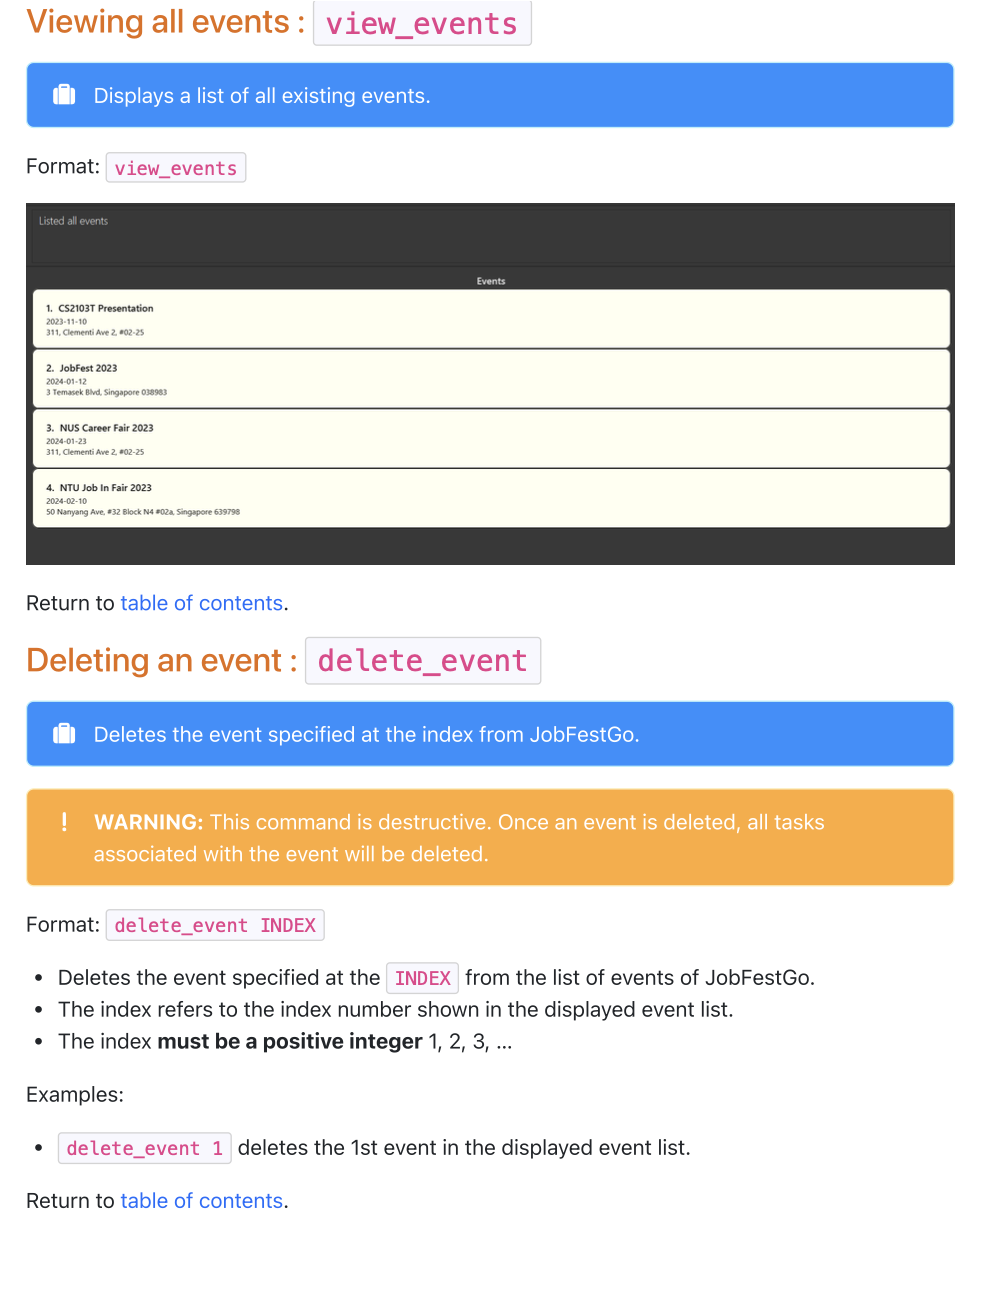 Viewing all events : view_events
Displays a list of all existing events.
Format: view_events
Listed all events
Events
1. CS2103T Presentation
2023-11-10
311, Clementi Ave 2, #02-25
2. JobFest 2023
2024-01-12
3 Temasek Blvd, Singapore 038983
3. NUS Career Fair 2023
2024-01-23
311, Clementi Ave 2, #02-25
4. NTU Job In Fair 2023
2024-02-10
50 Nanyang Ave, #32 Block N4 #02a, Singapore 639798
Return to table of contents.
Deleting an event : delete_event
Deletes the event specified at the index from JobFestGo.
WARNING: This command is destructive. Once an event is deleted, all tasks
associated with the event will be deleted.
Format: delete_event INDEX
• Deletes the event specified at the INDEX from the list of events of JobFestGo.
• The index refers to the index number shown in the displayed event list.
• The index must be a positive integer 1, 2, 3, …
Examples:
• delete_event 1 deletes the 1st event in the displayed event list.
Return to table of contents.